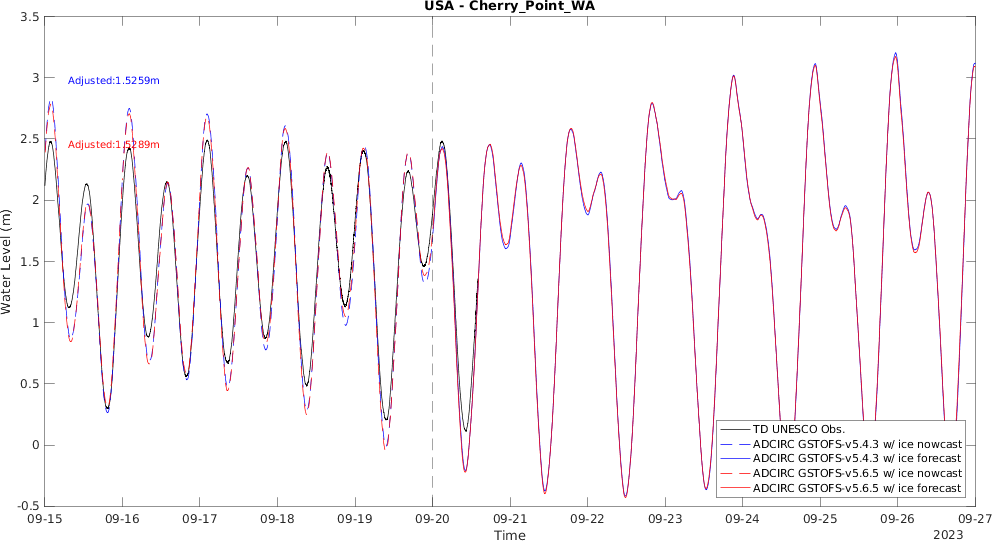 USA - Cherry_Point_WA
3.5
3
2.5
2
1.5
1
0.5
0
-0.5
Water Level (m)
Adjusted:1.5259m
Adjusted:1.5289m
TD UNESCO Obs.
ADCIRC GSTOFS-v5.4.3 w/ ice nowcast
ADCIRC GSTOFS-v5.4.3 w/ ice forecast
ADCIRC GSTOFS-v5.6.5 w/ ice nowcast
ADCIRC GSTOFS-v5.6.5 w/ ice forecast
09-15 09-16 09-17 09-18 09-19 09-20 09-21 09-22 09-23 09-24 09-25 09-26 09-27
Time
2023